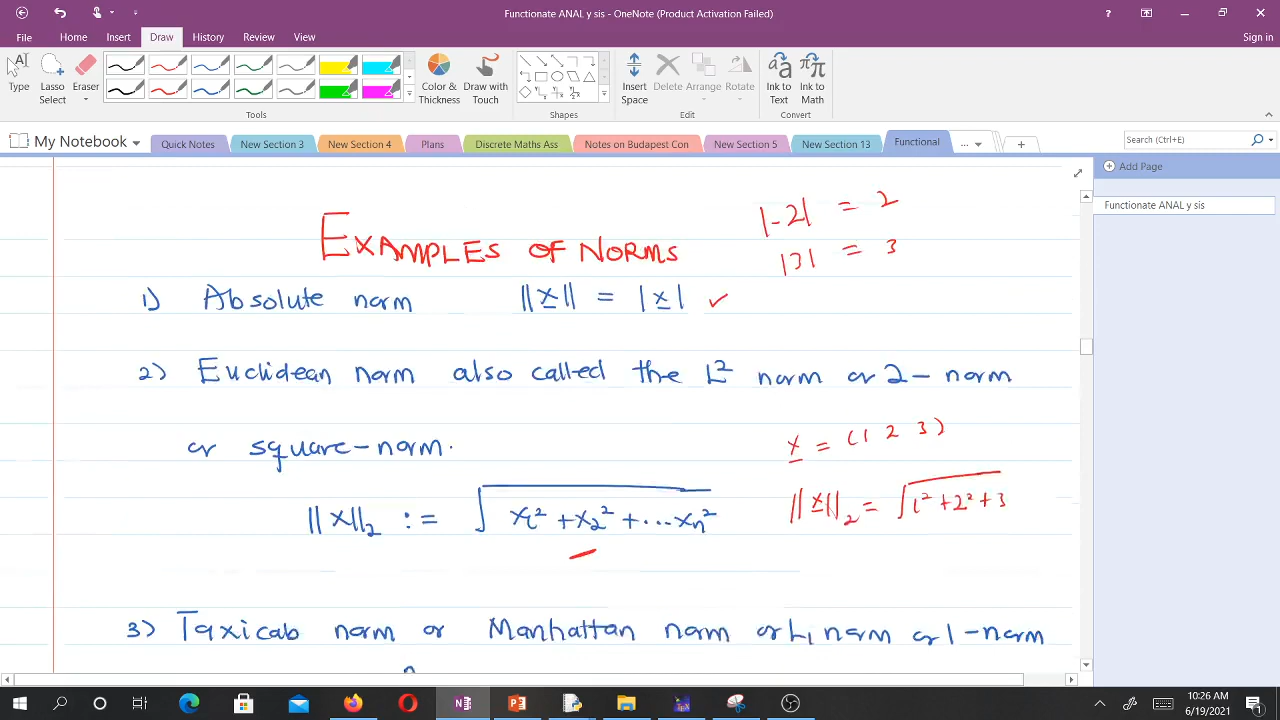 Functionate ANAL y sis - OneNote (Product Activation Failed)
File Home Insert Draw History Review View
Sign in
Type
Lasso Select
Eraser
Color & Thickness
Draw with Touch
Insert Space
Delete
Arrange
Rotate
Ink to Text
Ink to Math
Tools
Shapes
Edit
Convert
My Notebook
Quick Notes
New Section 3
New Section 4
Plans
Discrete Maths Ass
Notes on Budapest Con
New Section 5
New Section 13
Functional
...
Search (Ctrl+E)
Add Page
Functionate ANAL y sis
|-2| = 2
EXAMPLES OF NORMS
|3| = 3
1) Absolute norm ||x|| = |x| ✓
2) Euclidean norm also called the L² norm or 2-norm
or square-norm.
x = (1 2 3)
||x||₂ := √x₁² + x₂² + ... xₙ²
||x||₂ = √1² + 2² + 3
3) Taxicab norm or Manhattan norm or L₁ norm or 1-norm
n
10:26 AM
6/19/2021